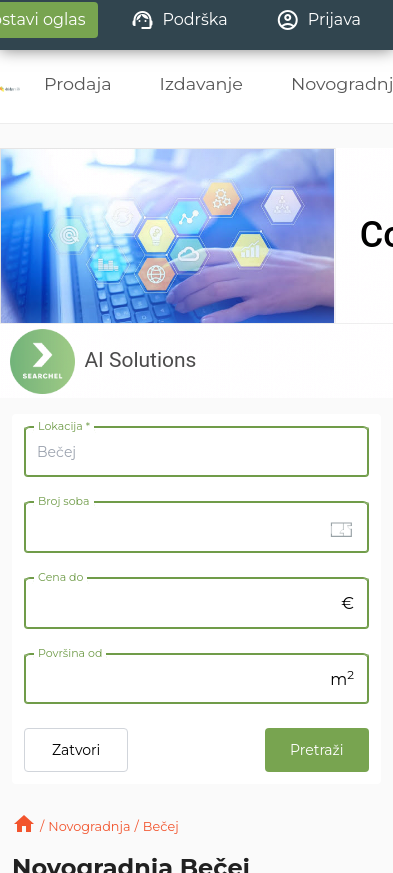 ostavi oglas
Podrška
Prijava
Prodaja
Izdavanje
Novogradnj
Co
SEARCHEL
AI Solutions
Lokacija *
Bečej
Broj soba
Cena do
€
Površina od
m²
Zatvori
Pretraži
/ Novogradnja / Bečej
Novogradnja Bečej